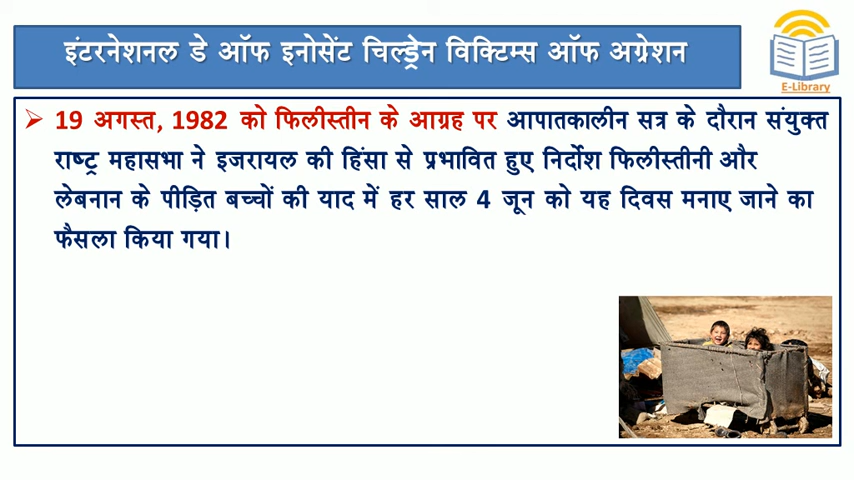 इंटरनेशनल डे ऑफ इनोसेंट चिल्ड्रेन विक्टिम्स ऑफ अग्रेशन
E-Library
19 अगस्त, 1982 को फिलीस्तीन के आग्रह पर आपातकालीन सत्र के दौरान संयुक्त
राष्ट्र महासभा ने इजरायल की हिंसा से प्रभावित हुए निर्दोश फिलीस्तीनी और
लेबनान के पीड़ित बच्चों की याद में हर साल 4 जून को यह दिवस मनाए जाने का
फैसला किया गया।